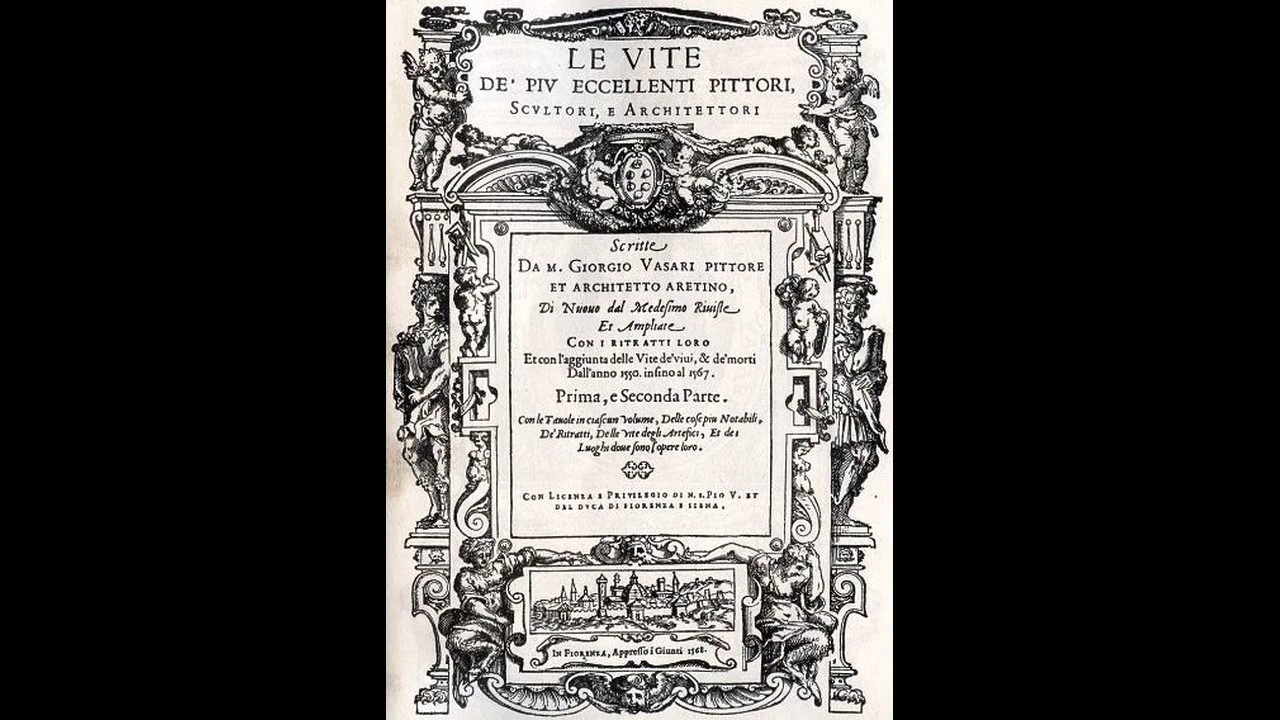 LE VITE
DE' PIV ECCELLENTI PITTORI,
SCVLTORI, E ARCHITETTORI
Scritte
DA M. GIORGIO VASARI PITTORE
ET ARCHITETTO ARETINO,
Di Nuouo dal Medesimo Riuiste
Et Ampliate
CON I RITRATTI LORO
Et con l'aggiunta delle Vite de' viui, & de' morti
Dall'anno 1550. insino al 1567.
Prima, e Seconda Parte.
Con le Tauole in ciascun volume, Delle cose piu Notabili,
De' Ritratti, Delle vite degli Artefici, Et dei
Luoghi doue sono l'opere loro.
CON LICENZA E PRIVILEGIO DI N. S. PIO V. ET
DEL DVCA DI FIORENZA E SIENA.
IN FIORENZA, Appresso i Giunti 1568.